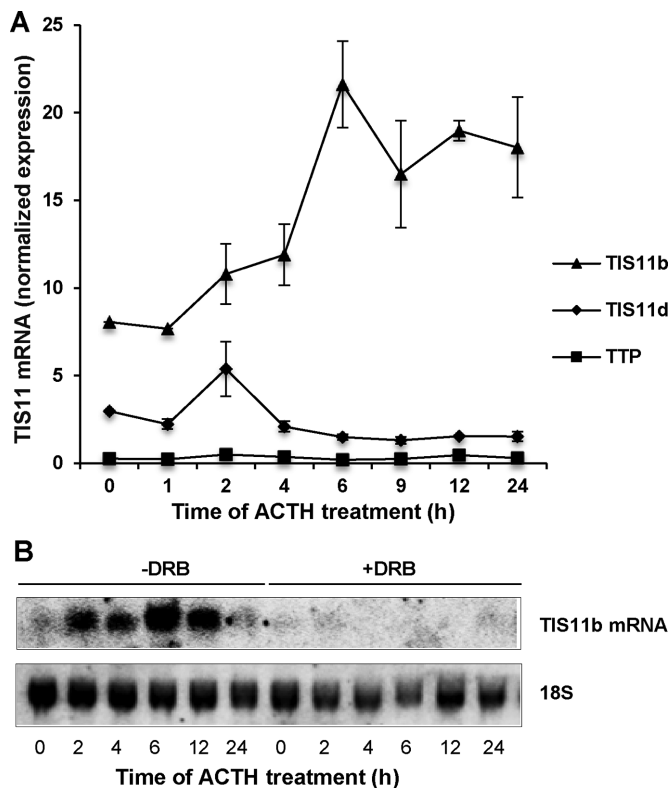 A
TIS11 mRNA (normalized expression)
25
20
15
10
5
0
0 1 2 4 6 9 12 24
Time of ACTH treatment (h)
TIS11b
TIS11d
TTP
B
-DRB +DRB
TIS11b mRNA
18S
0 2 4 6 12 24 0 2 4 6 12 24
Time of ACTH treatment (h)